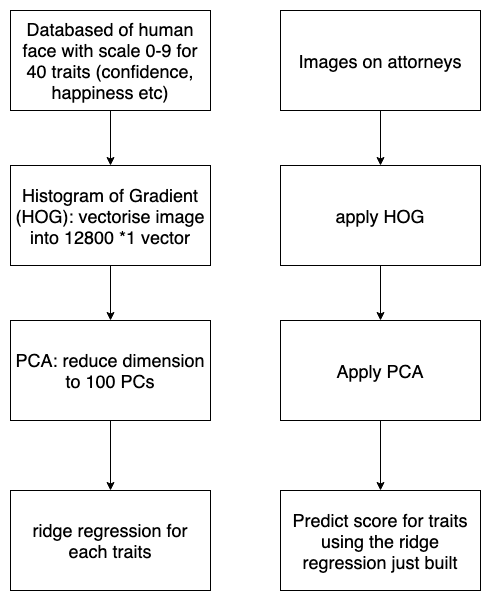 Databased of human
face with scale 0-9 for
40 traits (confidence,
happiness etc)
Images on attorneys
Histogram of Gradient
(HOG): vectorise image
into 12800 *1 vector
apply HOG
PCA: reduce dimension
to 100 PCs
Apply PCA
ridge regression for
each traits
Predict score for traits
using the ridge
regression just built